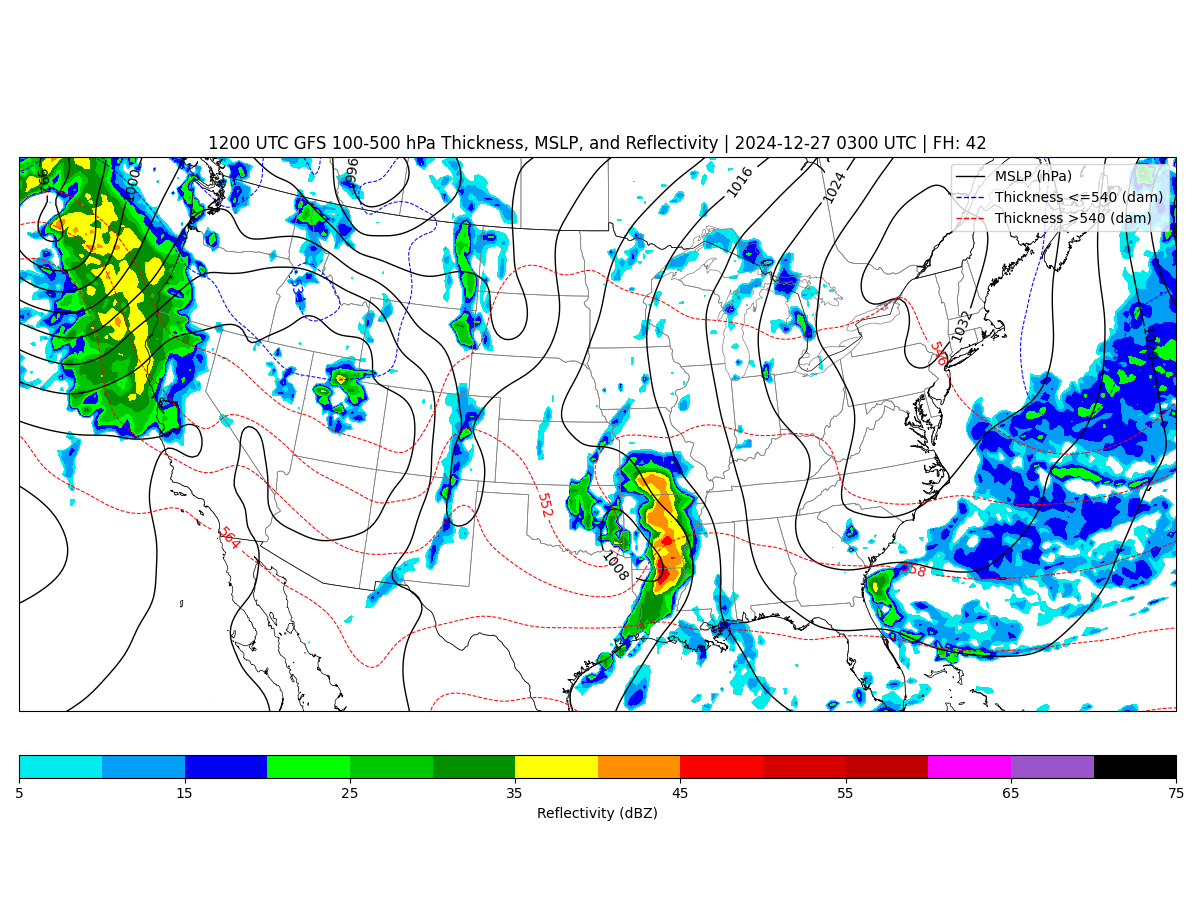 1200 UTC GFS 100-500 hPa Thickness, MSLP, and Reflectivity | 2024-12-27 0300 UTC | FH: 42
MSLP (hPa)
Thickness <=540 (dam)
Thickness >540 (dam)
1000
996
1016
1024
1032
546
552
564
1008
558
5 15 25 35 45 55 65 75
Reflectivity (dBZ)